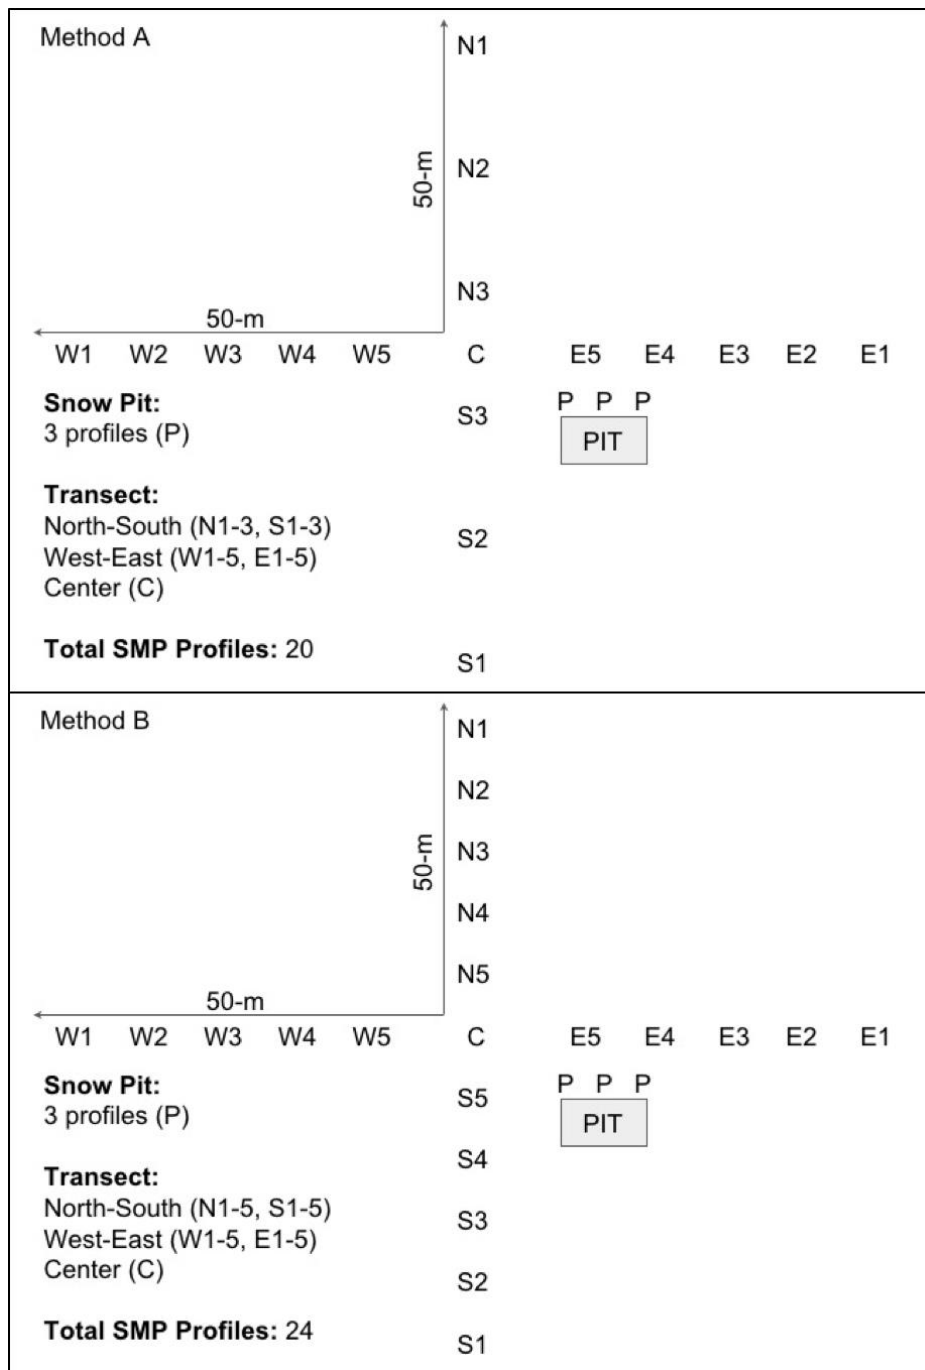 Method A
N1
50-m
N2
N3
50-m
W1 W2 W3 W4 W5 C E5 E4 E3 E2 E1
Snow Pit:
3 profiles (P)
S3
P P P
PIT
Transect:
North-South (N1-3, S1-3)
West-East (W1-5, E1-5)
Center (C)
S2
Total SMP Profiles: 20
S1
Method B
N1
N2
50-m
N3
N4
N5
50-m
W1 W2 W3 W4 W5 C E5 E4 E3 E2 E1
Snow Pit:
3 profiles (P)
S5
P P P
PIT
S4
Transect:
North-South (N1-5, S1-5)
West-East (W1-5, E1-5)
Center (C)
S3
S2
Total SMP Profiles: 24
S1